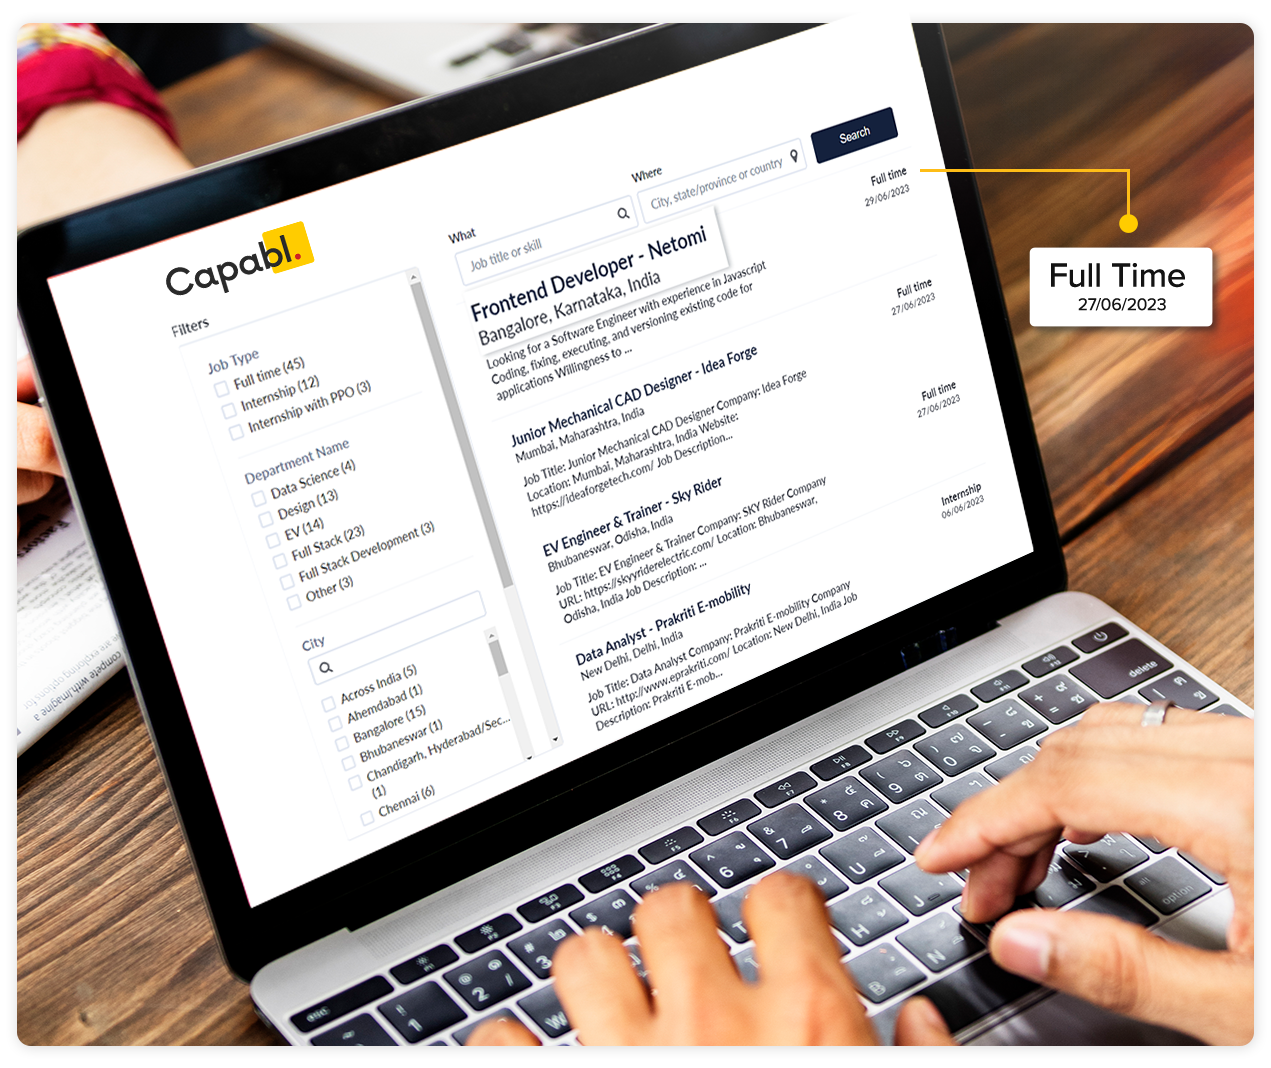 Capabl.
Filters
Job Type
Full time (45)
Internship (12)
Internship with PPO (3)
Department Name
Data Science (4)
Design (13)
EV (14)
Full Stack (23)
Full Stack Development (3)
Other (3)
City
Across India (5)
Ahemdabad (1)
Bangalore (15)
Bhubaneswar (1)
Chandigarh, Hyderabad/Sec...
(1)
Chennai (6)
What
Job title or skill
Where
City, state/province or country
Search
Frontend Developer - Netomi
Bangalore, Karnataka, India
Looking for a Software Engineer with experience in Javascript
Coding, fixing, executing, and versioning existing code for
applications Willingness to ...
Full time
29/06/2023
Junior Mechanical CAD Designer - Idea Forge
Mumbai, Maharashtra, India
Job Title: Junior Mechanical CAD Designer Company: Idea Forge
Location: Mumbai, Maharashtra, India Website:
https://ideaforgetech.com/ Job Description...
Full time
27/06/2023
EV Engineer & Trainer - Sky Rider
Bhubaneswar, Odisha, India
Job Title: EV Engineer & Trainer Company: SKY Rider Company
URL: https://skyyriderelectric.com/ Location: Bhubaneswar,
Odisha, India Job Description: ...
Full time
27/06/2023
Data Analyst - Prakriti E-mobility
New Delhi, Delhi, India
Job Title: Data Analyst Company: Prakriti E-mobility Company
URL: http://www.eprakriti.com/ Location: New Delhi, India Job
Description: Prakriti E-mob...
Internship
06/06/2023
Full Time
27/06/2023
compete with/imagine a
delete
option
esc